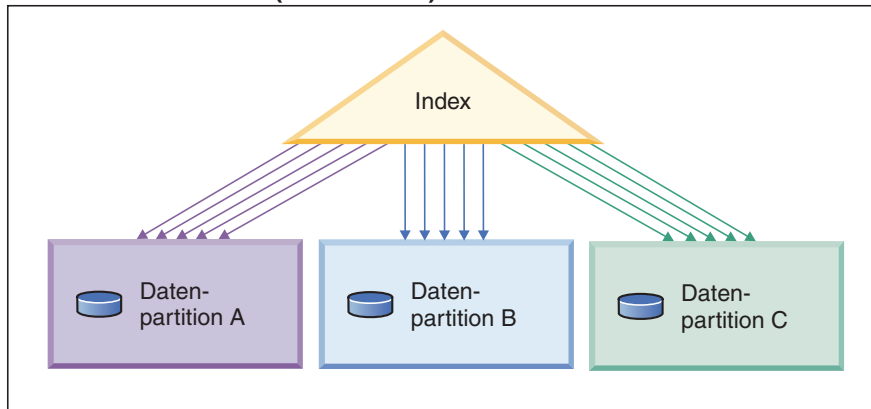 Index
Daten-
partition A
Daten-
partition B
Daten-
partition C